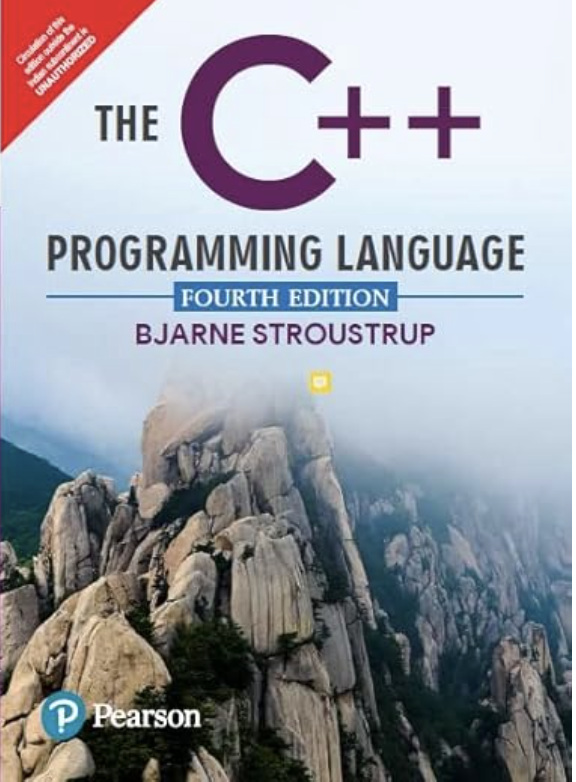 Circulation of this
edition outside the
Indian subcontinent is
UNAUTHORIZED
THE C++
PROGRAMMING LANGUAGE
FOURTH EDITION
BJARNE STROUSTRUP
P Pearson